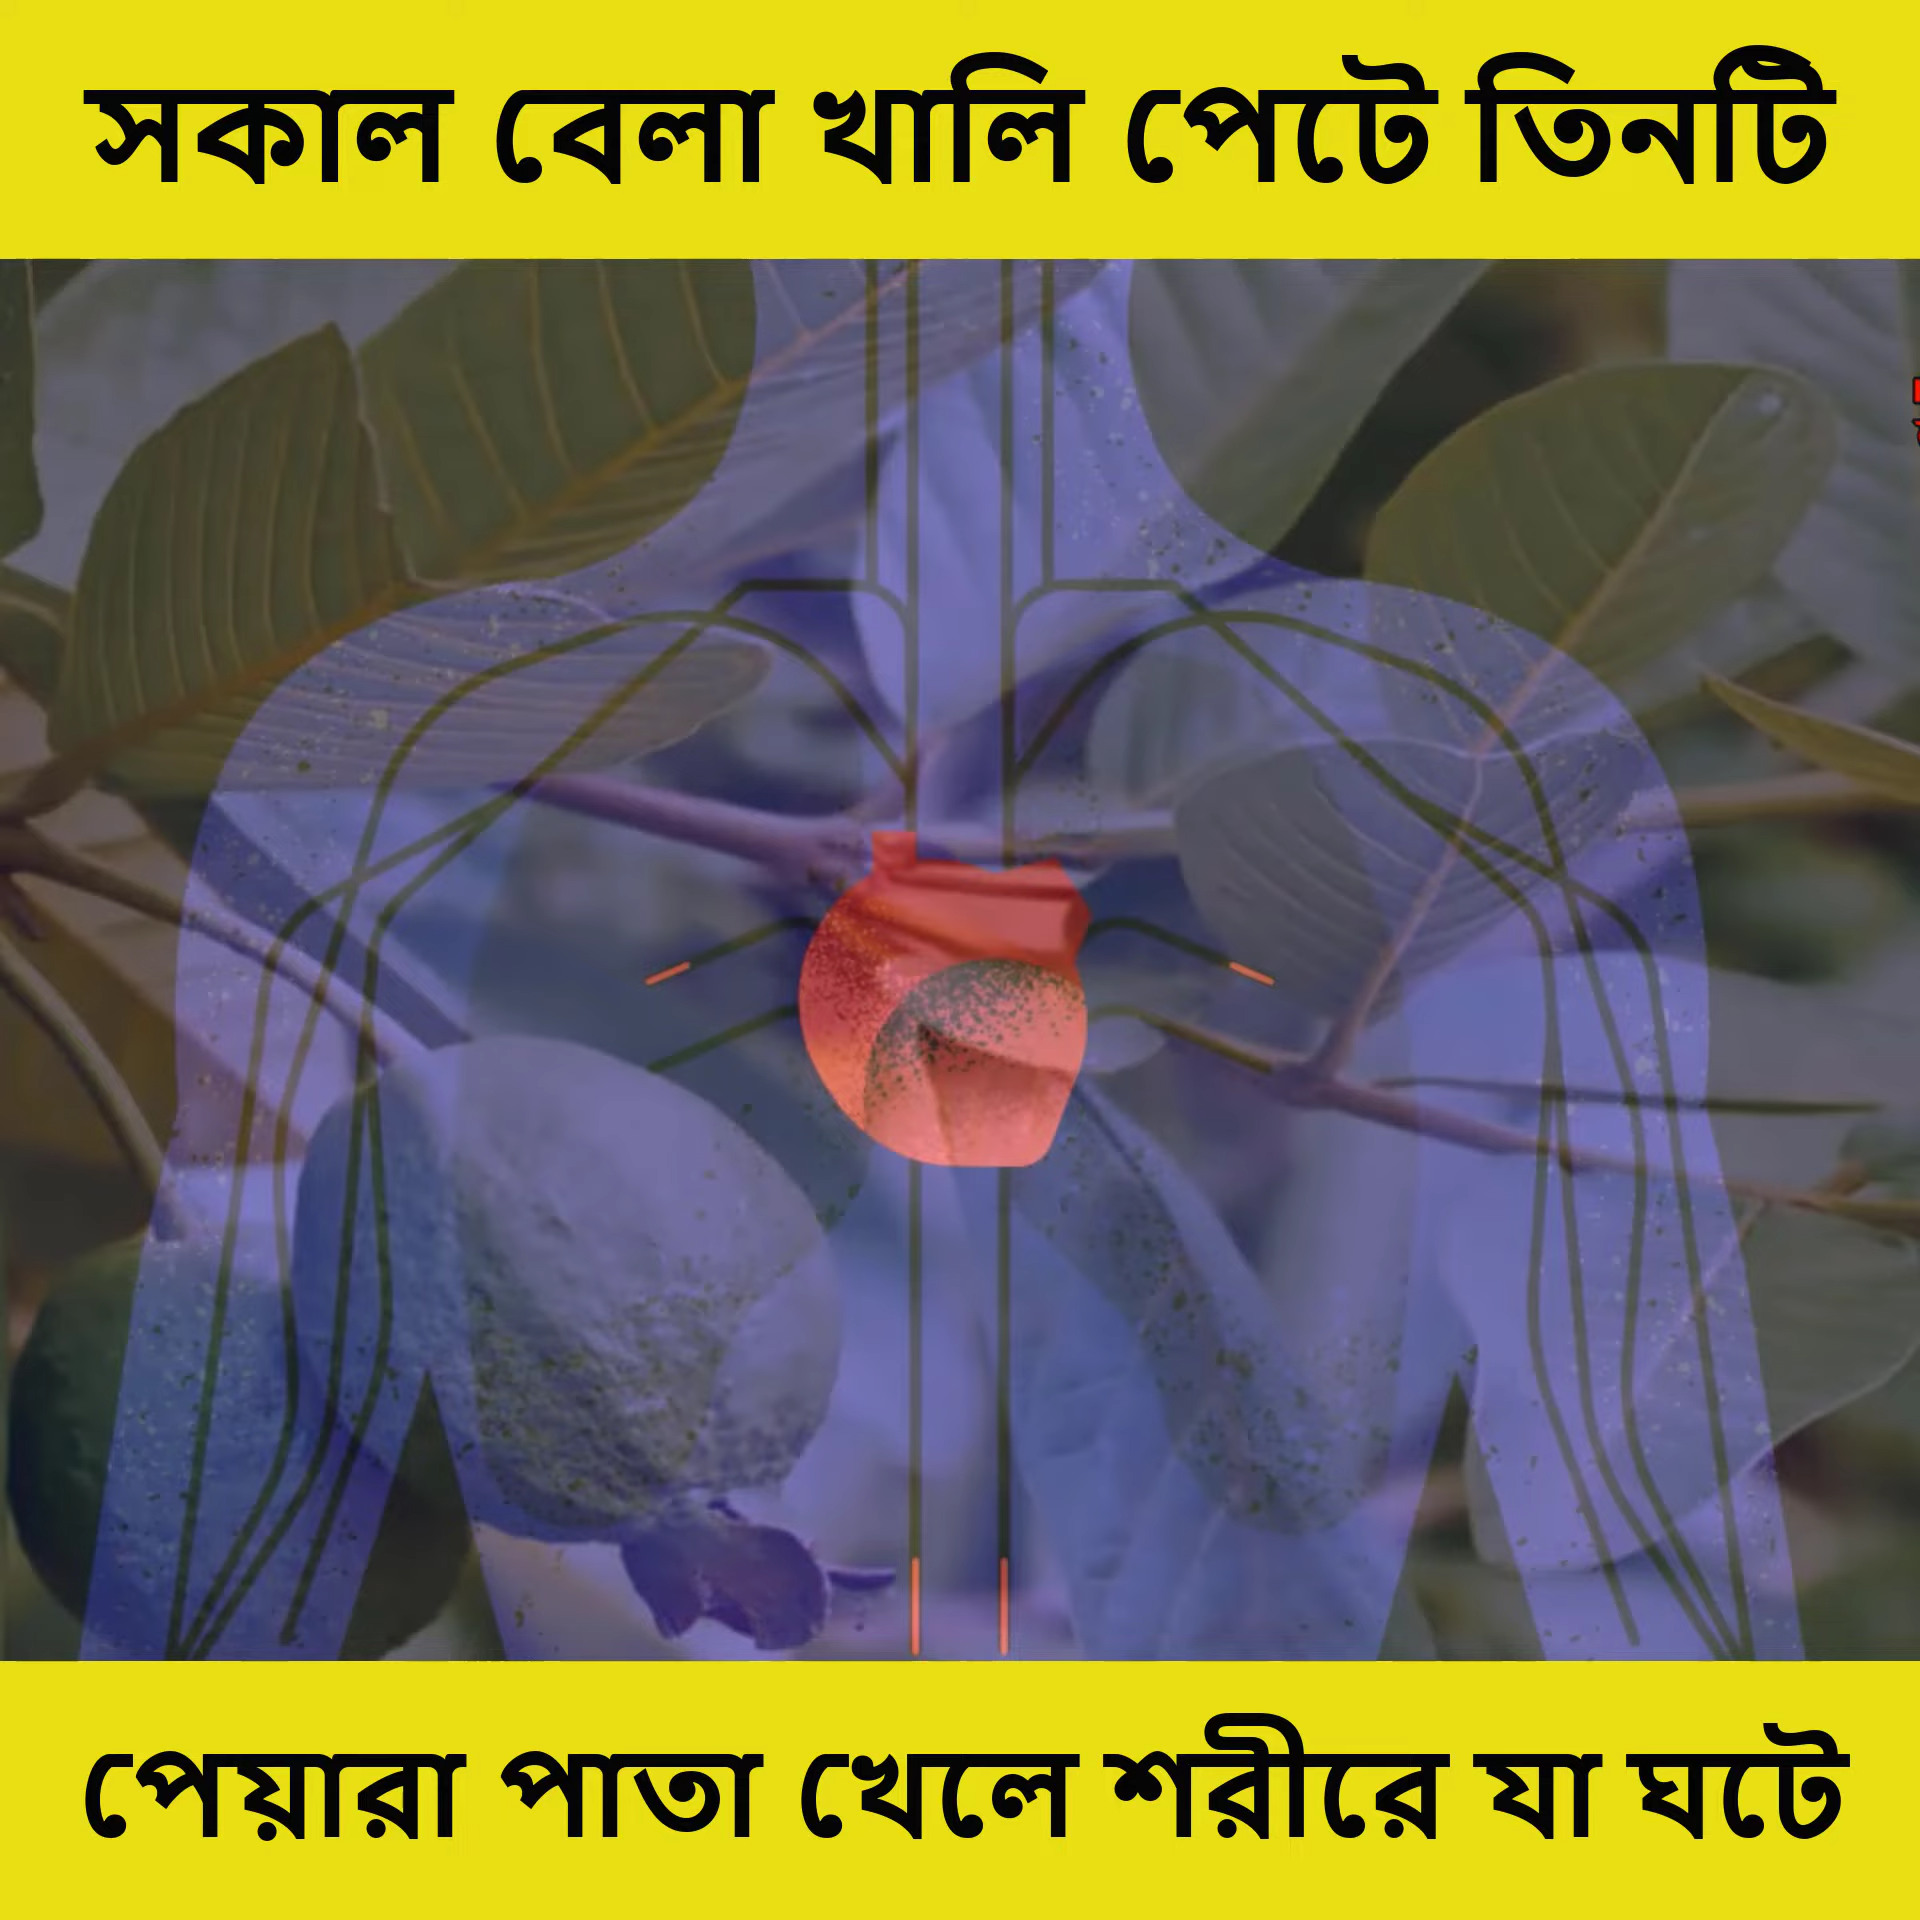 সকাল বেলা খালি পেটে তিনটি
পেয়ারা পাতা খেলে শরীরে যা ঘটে